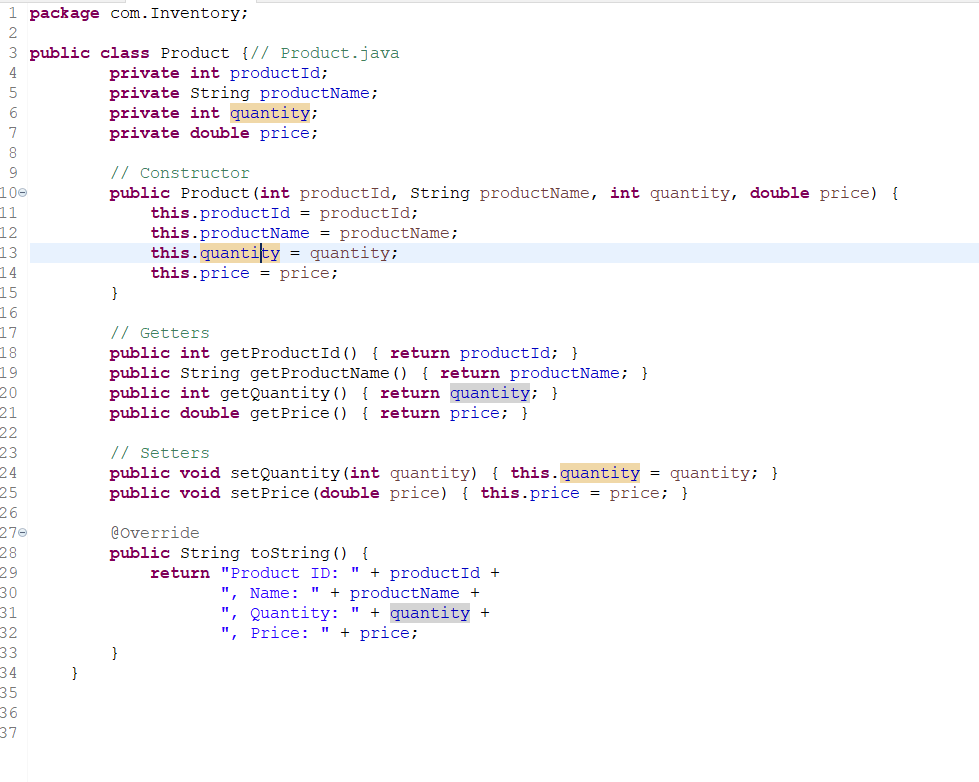 1 package com.Inventory;
2
3 public class Product {// Product.java
4         private int productId;
5         private String productName;
6         private int quantity;
7         private double price;
8
9         // Constructor
10         public Product(int productId, String productName, int quantity, double price) {
11             this.productId = productId;
12             this.productName = productName;
13             this.quantity = quantity;
14             this.price = price;
15         }
16
17         // Getters
18         public int getProductId() { return productId; }
19         public String getProductName() { return productName; }
20         public int getQuantity() { return quantity; }
21         public double getPrice() { return price; }
22
23         // Setters
24         public void setQuantity(int quantity) { this.quantity = quantity; }
25         public void setPrice(double price) { this.price = price; }
26
27         @Override
28         public String toString() {
29             return "Product ID: " + productId +
30                    ", Name: " + productName +
31                    ", Quantity: " + quantity +
32                    ", Price: " + price;
33         }
34     }
35
36
37